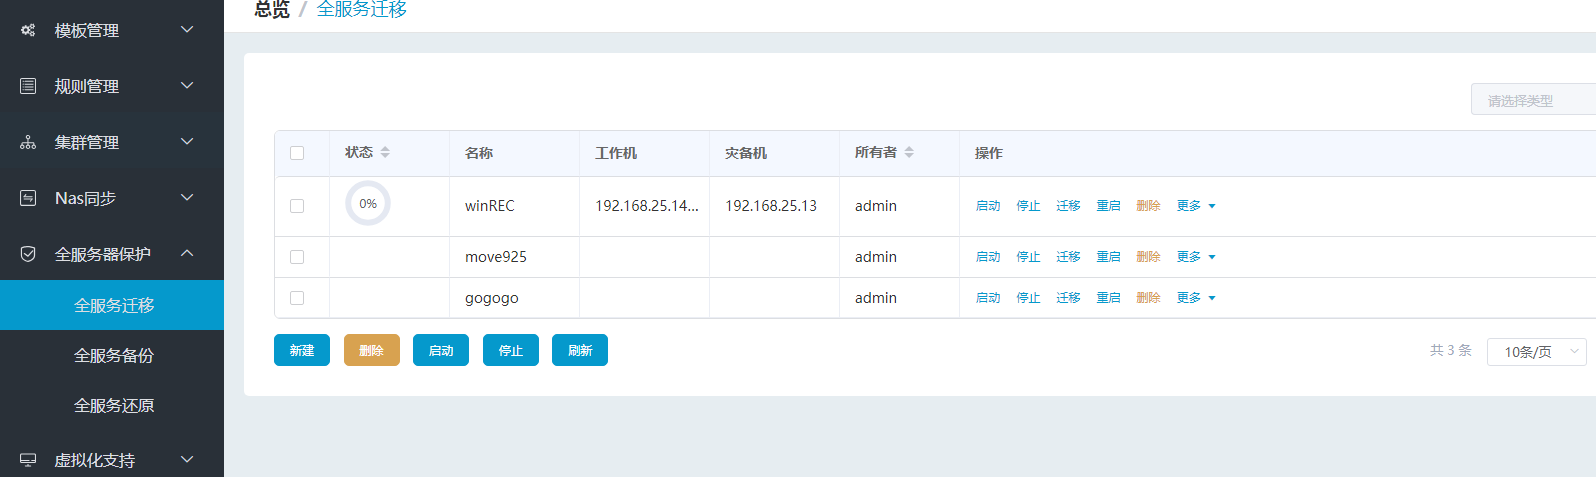 总览 / 全服务迁移
模板管理
规则管理
集群管理
Nas同步
全服务器保护
全服务迁移
全服务备份
全服务还原
虚拟化支持
请选择类型
状态 名称 工作机 灾备机 所有者 操作
0% winREC 192.168.25.14... 192.168.25.13 admin 启动 停止 迁移 重启 删除 更多
move925 admin 启动 停止 迁移 重启 删除 更多
gogogo admin 启动 停止 迁移 重启 删除 更多
新建 删除 启动 停止 刷新 共 3 条 10条/页